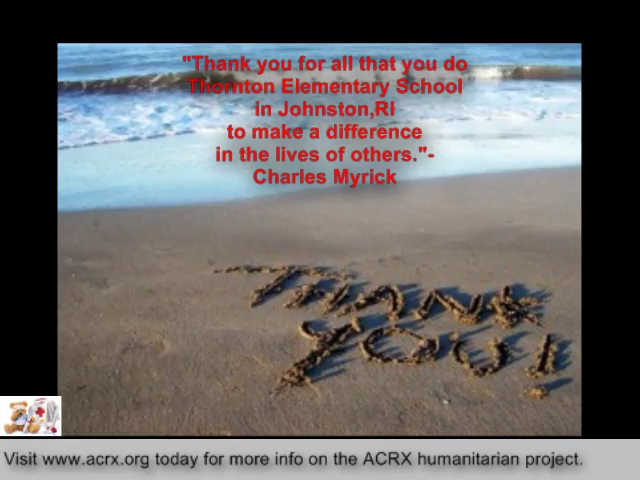 "Thank you for all that you do
Thornton Elementary School
in Johnston,RI
to make a difference
in the lives of others."-
Charles Myrick
THANK
YOU!
Visit www.acrx.org today for more info on the ACRX humanitarian project.